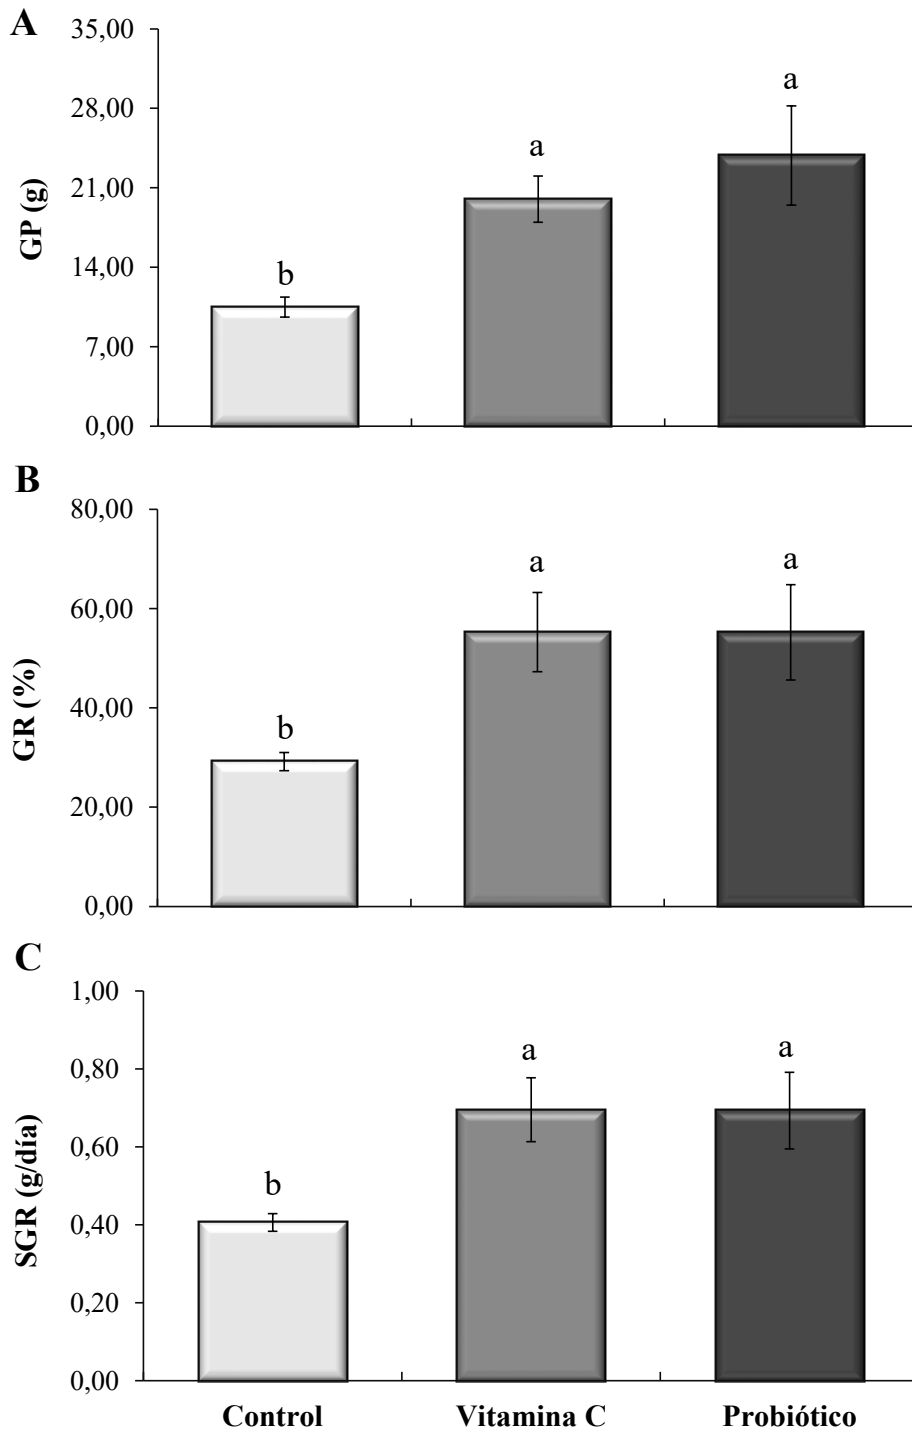 A
35,00
28,00
21,00
14,00
7,00
0,00
GP (g)
b
a
a
B
80,00
60,00
40,00
20,00
0,00
GR (%)
b
a
a
C
1,00
0,80
0,60
0,40
0,20
0,00
SGR (g/día)
b
a
a
Control Vitamina C Probiótico